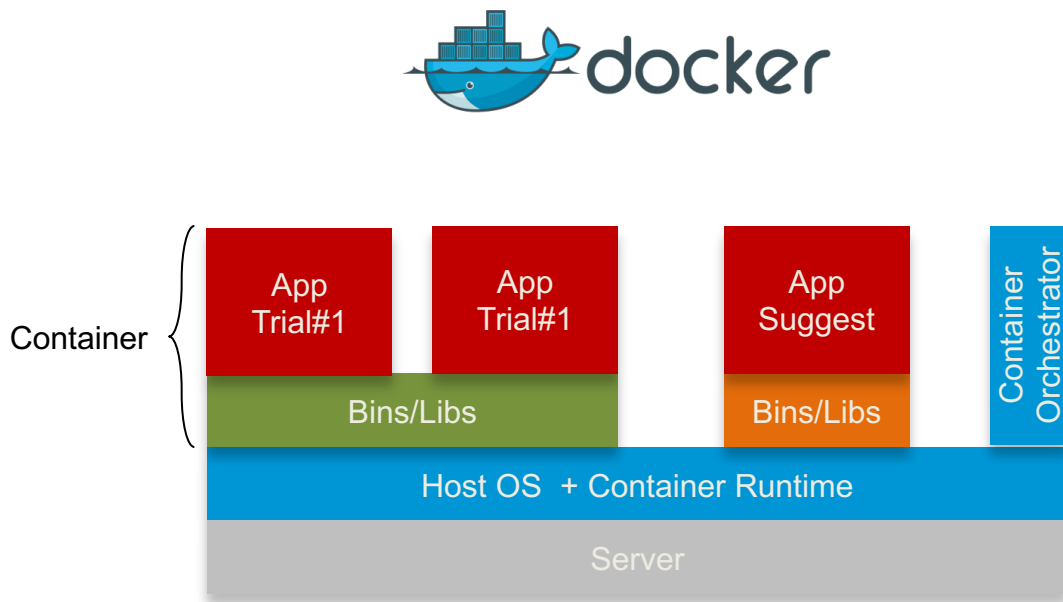 docker
App
Trial#1
App
Trial#1
App
Suggest
Container
Orchestrator
Container
Bins/Libs
Bins/Libs
Host OS + Container Runtime
Server